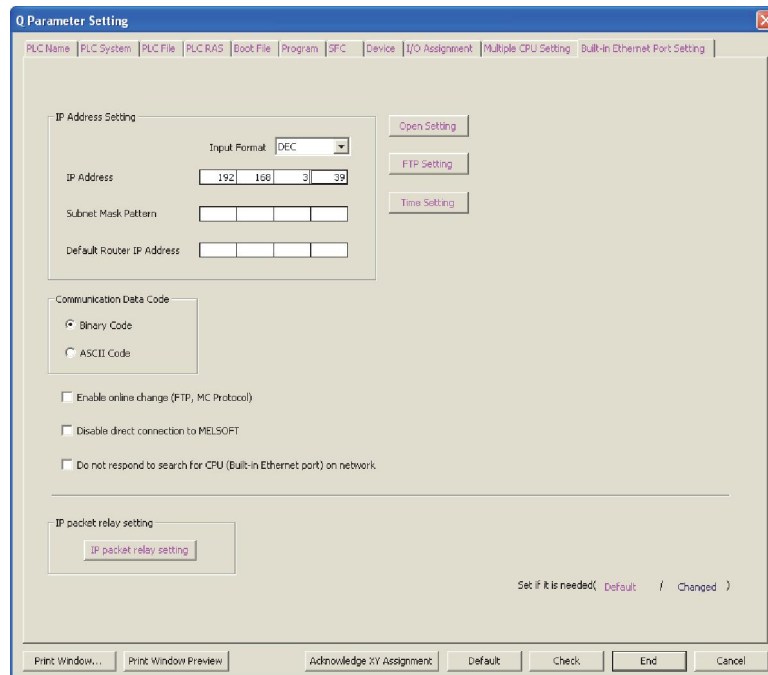 Q Parameter Setting
PLC Name PLC System PLC File PLC RAS Boot File Program SFC Device I/O Assignment Multiple CPU Setting Built-in Ethernet Port Setting
IP Address Setting
Input Format DEC
IP Address 192 168 3 39
Subnet Mask Pattern
Default Router IP Address
Open Setting
FTP Setting
Time Setting
Communication Data Code
Binary Code
ASCII Code
Enable online change (FTP, MC Protocol)
Disable direct connection to MELSOFT
Do not respond to search for CPU (Built-in Ethernet port) on network
IP packet relay setting
IP packet relay setting
Set if it is needed( Default / Changed )
Print Window... Print Window Preview Acknowledge XY Assignment Default Check End Cancel